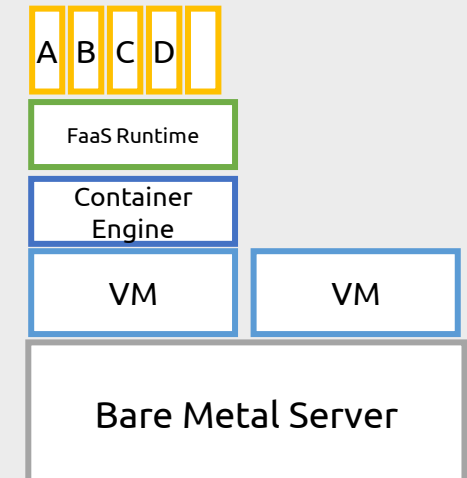 A B C D
FaaS Runtime
Container
Engine
VM VM
Bare Metal Server